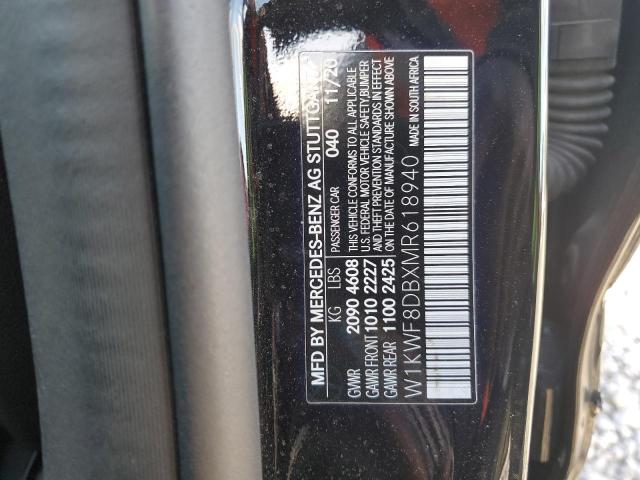 MFD BY MERCEDES-BENZ AG STUTTGART
KG LBS PASSENGER CAR 040 11/20
GVWR 2090 4608 THIS VEHICLE CONFORMS TO ALL APPLICABLE
GAWR FRONT 1010 2227 U.S. FEDERAL MOTOR VEHICLE SAFETY, BUMPER
GAWR REAR 1100 2425 AND THEFT PREVENTION STANDARDS IN EFFECT
ON THE DATE OF MANUFACTURE SHOWN ABOVE
MADE IN SOUTH AFRICA
W1KWF8DBXMR618940